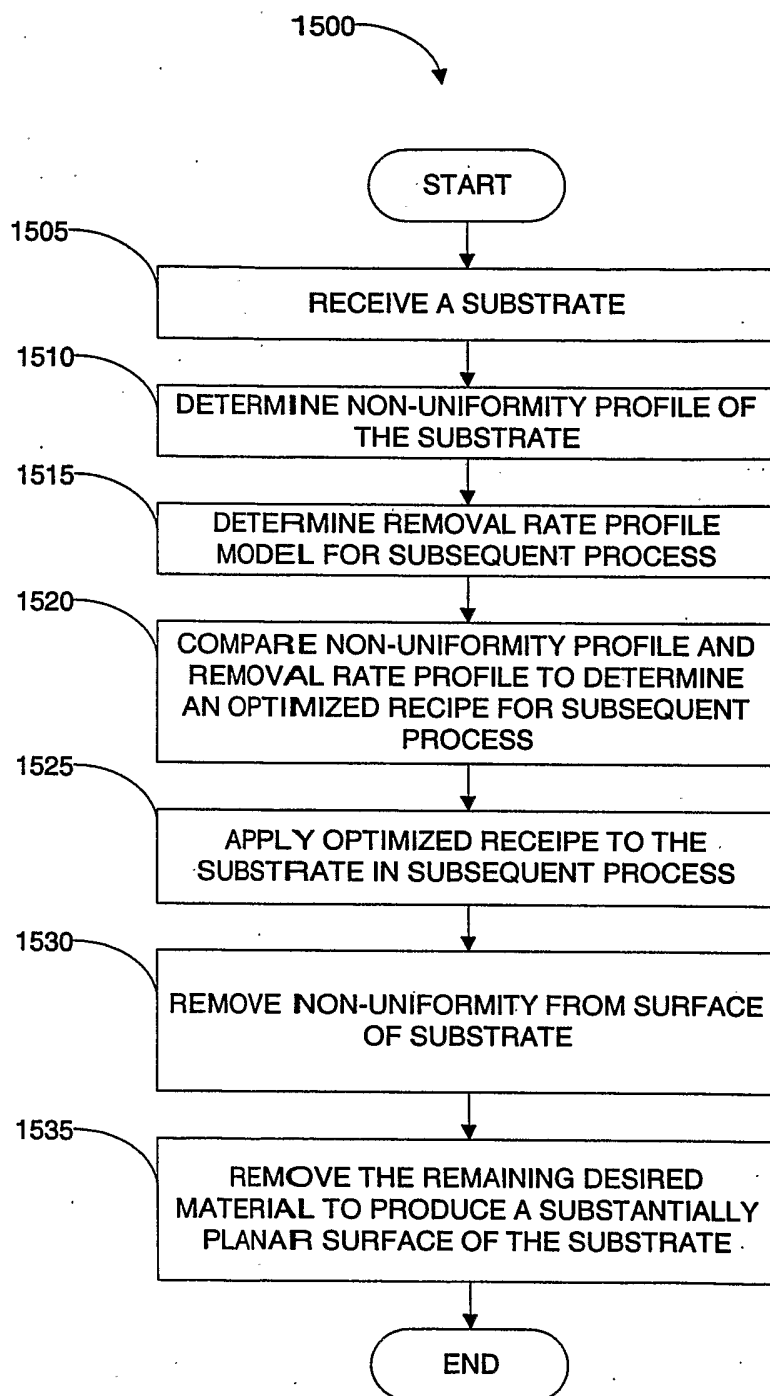 1500
START
1505
RECEIVE A SUBSTRATE
1510
DETERMINE NON-UNIFORMITY PROFILE OF
THE SUBSTRATE
1515
DETERMINE REMOVAL RATE PROFILE
MODEL FOR SUBSEQUENT PROCESS
1520
COMPARE NON-UNIFORMITY PROFILE AND
REMOVAL RATE PROFILE TO DETERMINE
AN OPTIMIZED RECIPE FOR SUBSEQUENT
PROCESS
1525
APPLY OPTIMIZED RECEIPE TO THE
SUBSTRATE IN SUBSEQUENT PROCESS
1530
REMOVE NON-UNIFORMITY FROM SURFACE
OF SUBSTRATE
1535
REMOVE THE REMAINING DESIRED
MATERIAL TO PRODUCE A SUBSTANTIALLY
PLANAR SURFACE OF THE SUBSTRATE
END